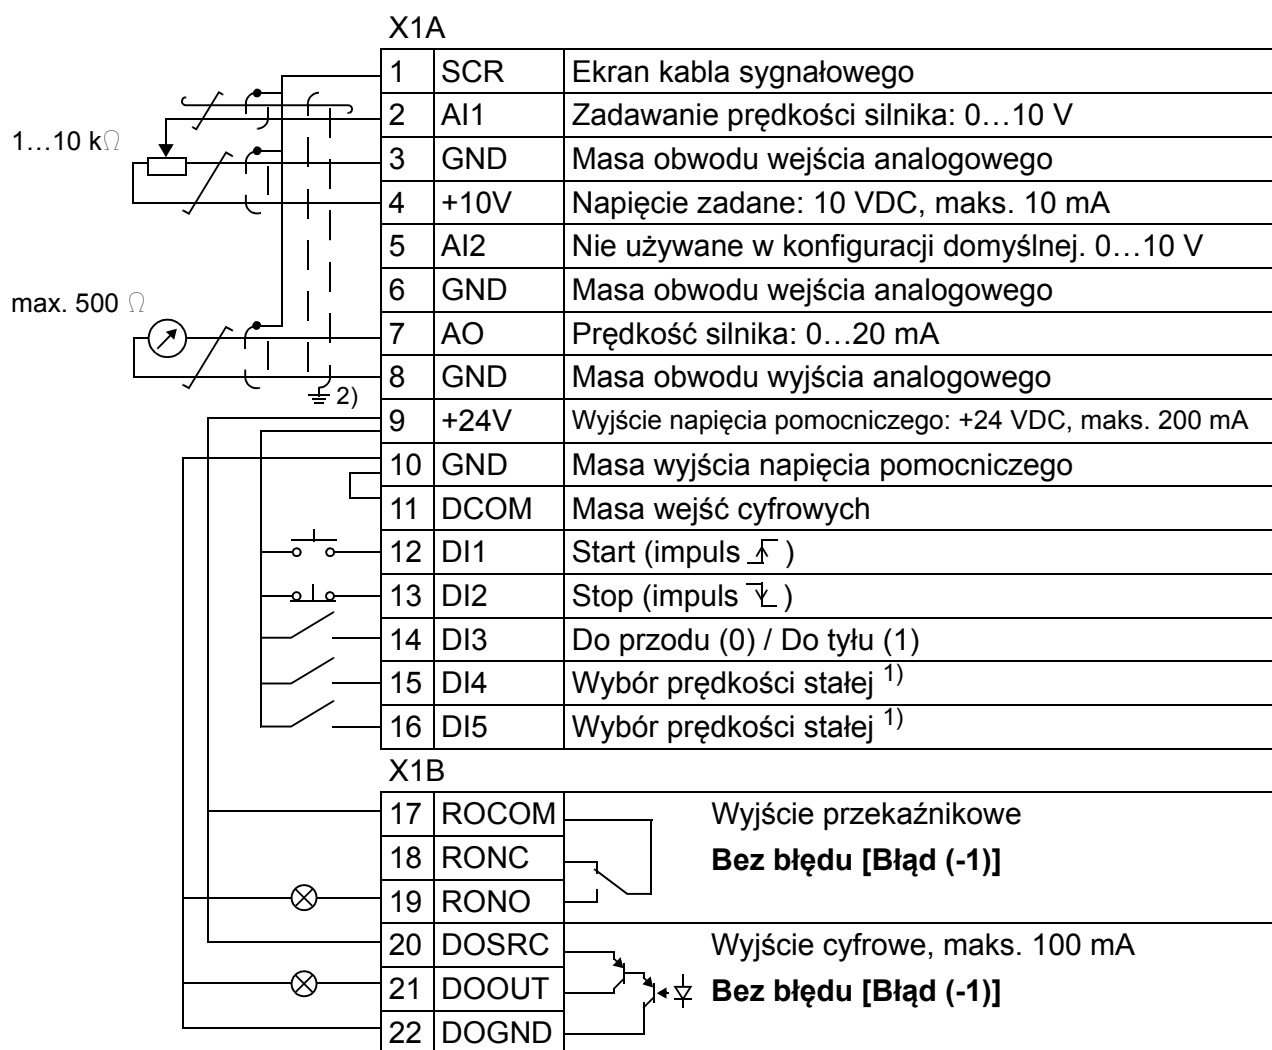 X1A
1 SCR Ekran kabla sygnałowego
2 AI1 Zadawanie prędkości silnika: 0…10 V
1…10 kΩ
3 GND Masa obwodu wejścia analogowego
4 +10V Napięcie zadane: 10 VDC, maks. 10 mA
5 AI2 Nie używane w konfiguracji domyślnej. 0…10 V
6 GND Masa obwodu wejścia analogowego
max. 500 Ω
7 AO Prędkość silnika: 0…20 mA
8 GND Masa obwodu wyjścia analogowego
2)
9 +24V Wyjście napięcia pomocniczego: +24 VDC, maks. 200 mA
10 GND Masa wyjścia napięcia pomocniczego
11 DCOM Masa wejść cyfrowych
12 DI1 Start (impuls )
13 DI2 Stop (impuls )
14 DI3 Do przodu (0) / Do tyłu (1)
15 DI4 Wybór prędkości stałej 1)
16 DI5 Wybór prędkości stałej 1)
X1B
17 ROCOM Wyjście przekaźnikowe
18 RONC Bez błędu [Błąd (-1)]
19 RONO
20 DOSRC Wyjście cyfrowe, maks. 100 mA
21 DOOUT Bez błędu [Błąd (-1)]
22 DOGND